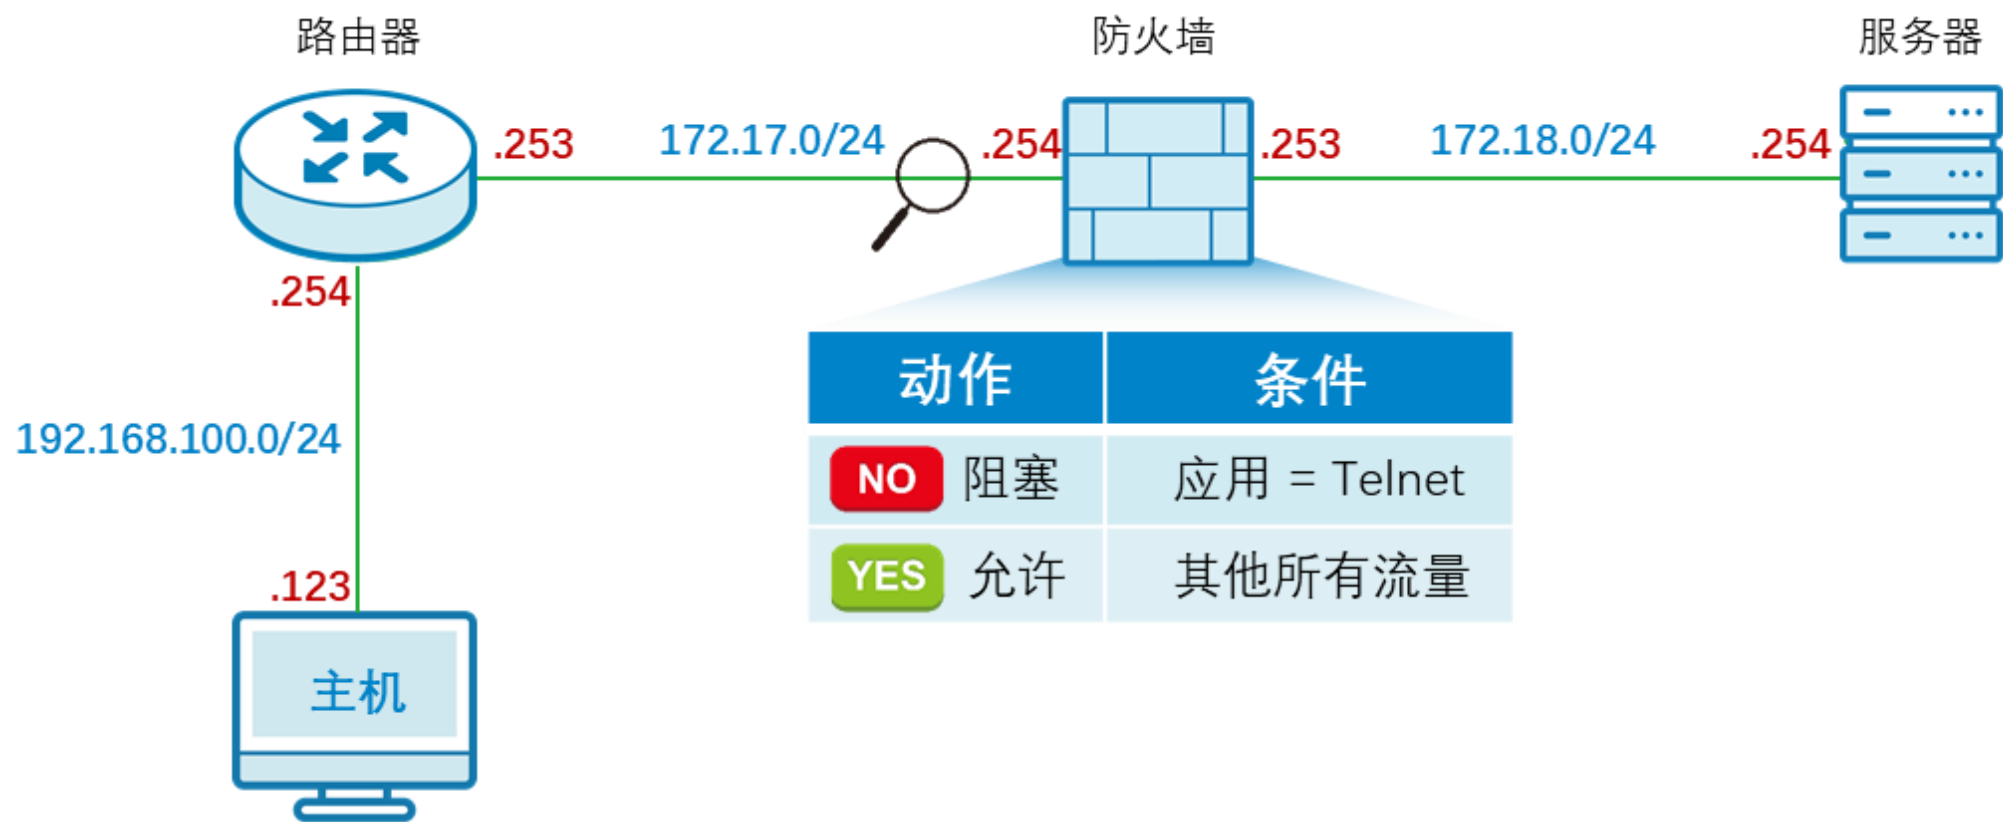 路由器
防火墙
服务器
.253
172.17.0/24
.254
.253
172.18.0/24
.254
.254
192.168.100.0/24
.123
主机
动作 条件
NO 阻塞 应用 = Telnet
YES 允许 其他所有流量